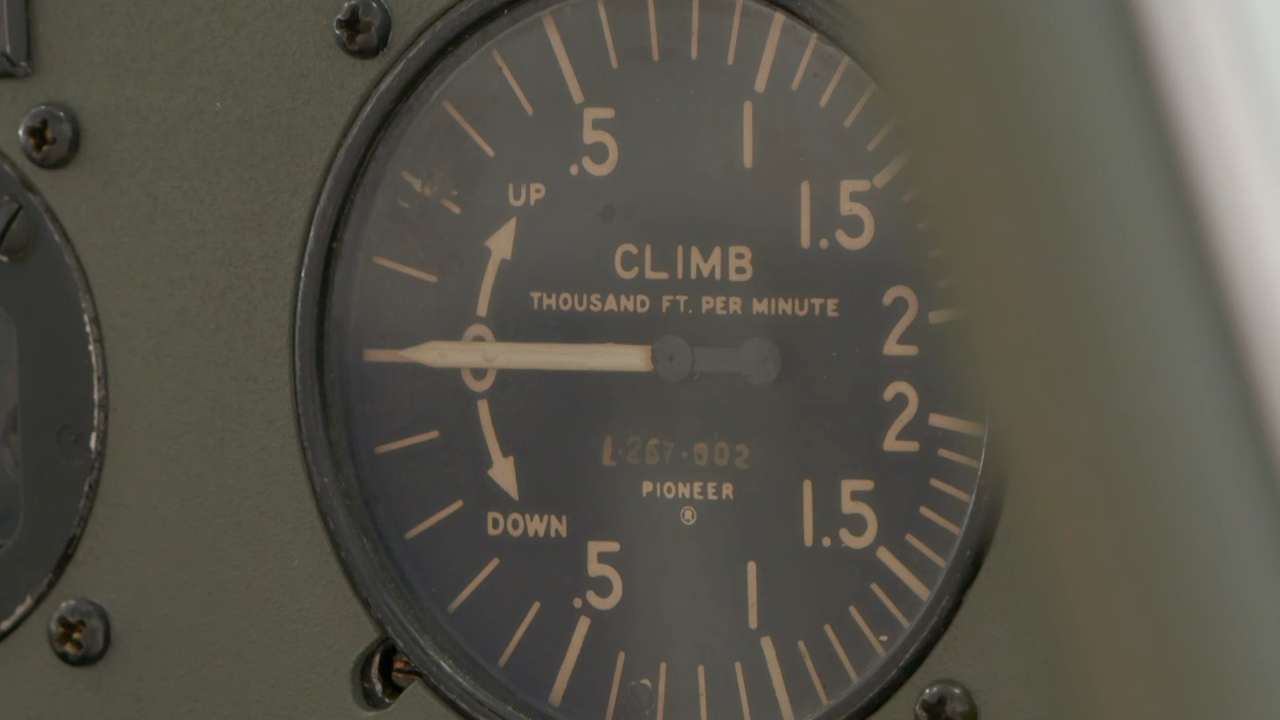 .5 1
UP
1.5
CLIMB
THOUSAND FT. PER MINUTE
2
0
2
L-267-002
PIONEER
®
1.5
DOWN
.5 1